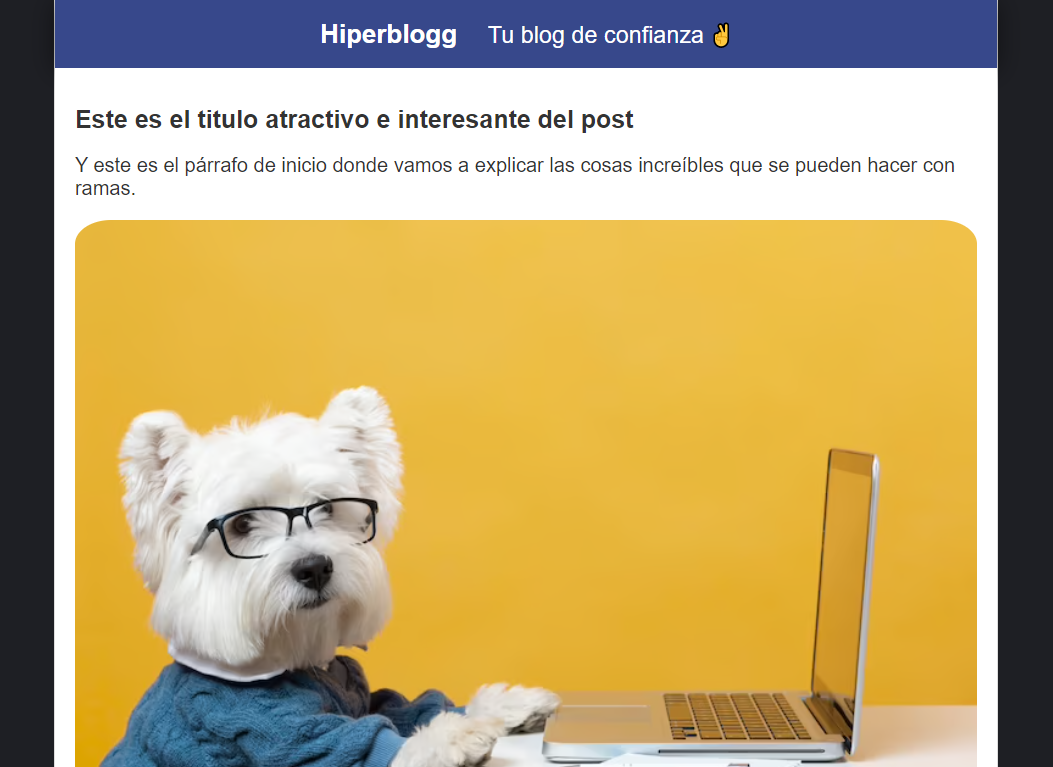 Hiperblogg Tu blog de confianza ✌
Este es el titulo atractivo e interesante del post
Y este es el párrafo de inicio donde vamos a explicar las cosas increíbles que se pueden hacer con
ramas.